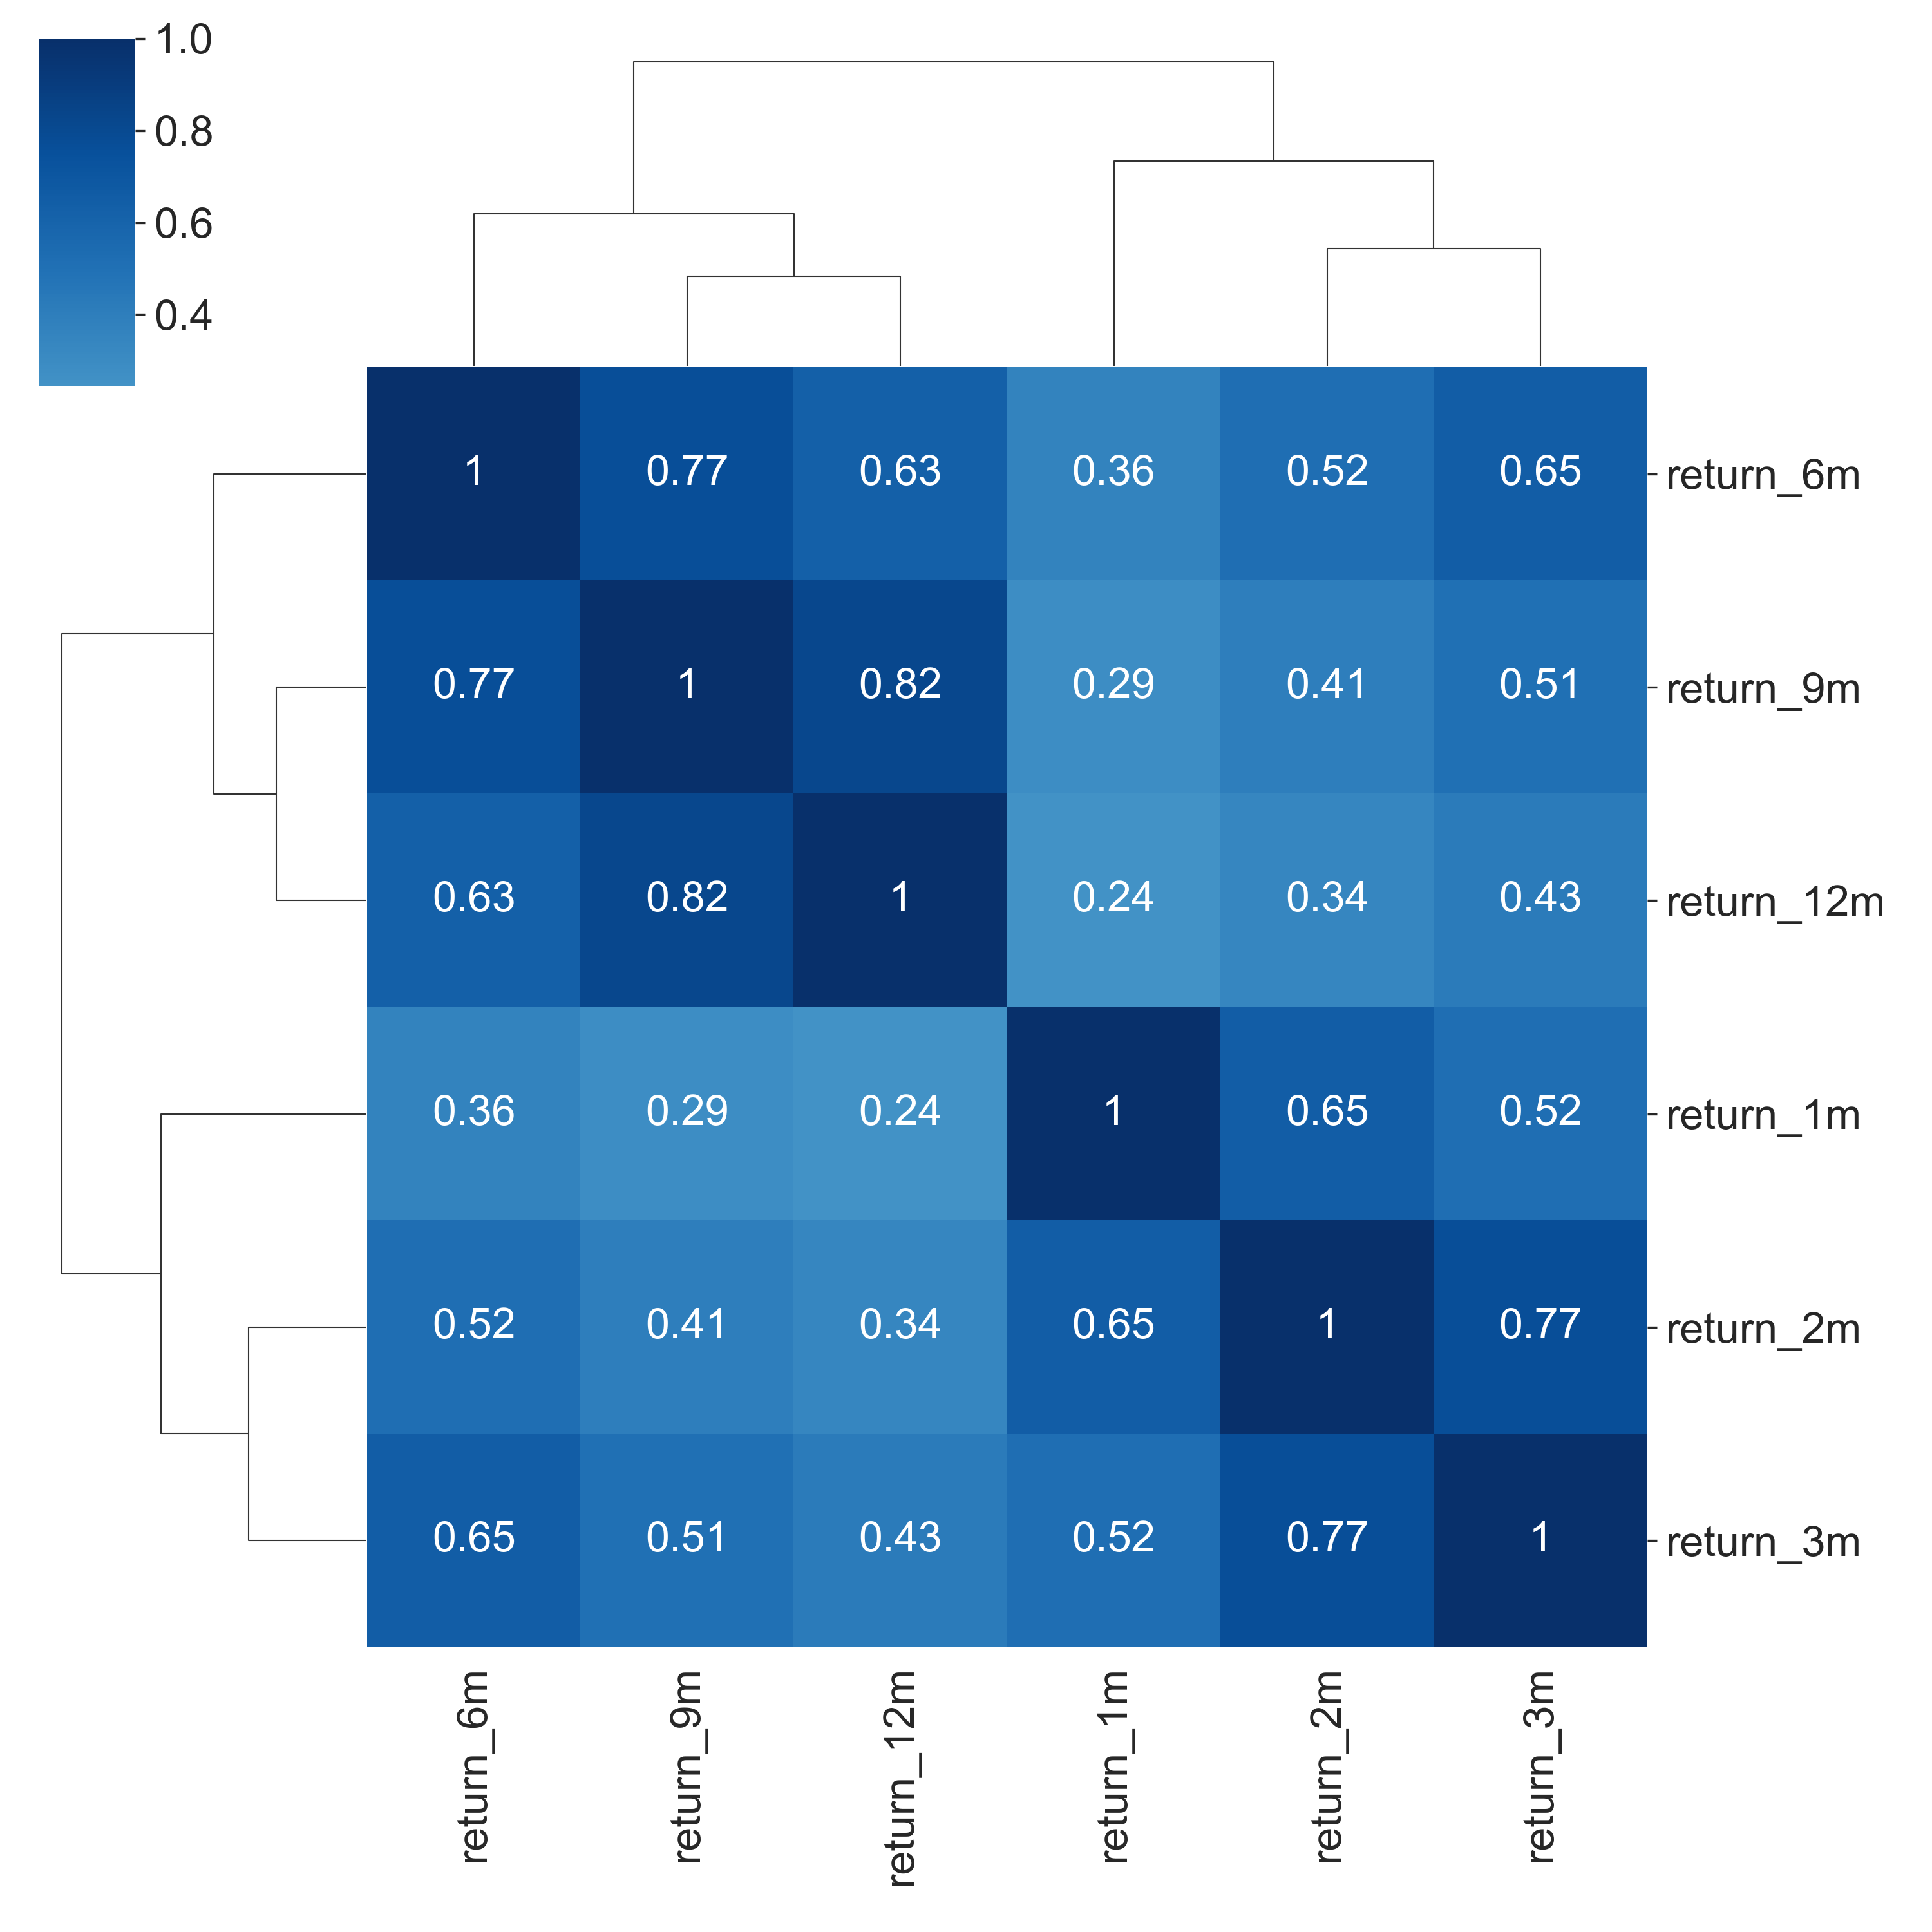 1.0
0.8
0.6
0.4
1 0.77 0.63 0.36 0.52 0.65 return_6m
0.77 1 0.82 0.29 0.41 0.51 return_9m
0.63 0.82 1 0.24 0.34 0.43 return_12m
0.36 0.29 0.24 1 0.65 0.52 return_1m
0.52 0.41 0.34 0.65 1 0.77 return_2m
0.65 0.51 0.43 0.52 0.77 1 return_3m
return_6m
return_9m
return_12m
return_1m
return_2m
return_3m